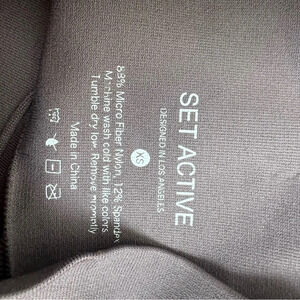 SET ACTIVE
DESIGNED IN LOS ANGELES
XS
88% Micro Fiber Nylon, 12% Spandex
Machine wash cold with like colors
Tumble dry low. Remove promptly
Made in China